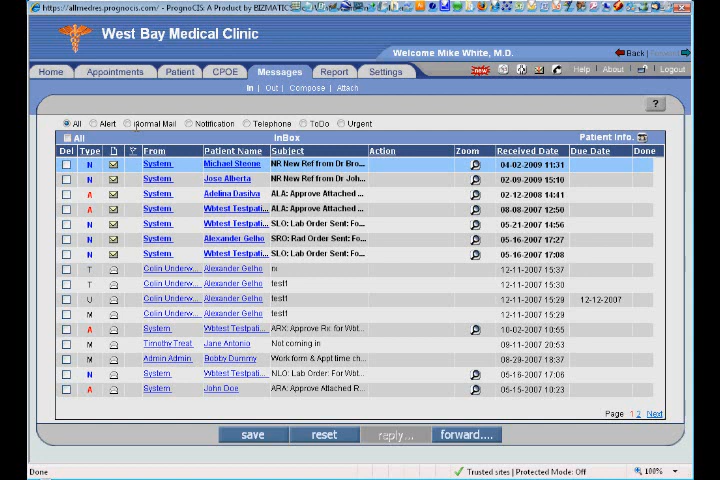 https://allmedres.prognocis.com/ - PrognoCIS: A Product by BIZMATICS
West Bay Medical Clinic
Welcome Mike White, M.D.
Back
Home Appointments Patient CPOE Messages Report Settings new Help About Logout
In | Out | Compose | Attach
?
All Alert Normal Mail Notification Telephone ToDo Urgent
All InBox Patient Info.
Del Type From Patient Name Subject Action Zoom Received Date Due Date Done
N System Michael Steene NR New Ref from Dr Bro... 04-02-2009 11:31
N System Jose Alberta NR New Ref from Dr Joh... 02-09-2009 15:10
A System Adelina Dasilva ALA: Approve Attached ... 02-12-2008 14:41
A System Wbtest Testpati... ALA: Approve Attached ... 08-08-2007 12:50
N System Wbtest Testpati... SLO: Lab Order Sent: Fo... 05-21-2007 14:56
N System Alexander Gelho SRO: Rad Order Sent: Fo... 05-16-2007 17:27
N System Wbtest Testpati... SLO: Lab Order Sent: Fo... 05-16-2007 17:08
T Colin Underw... Alexander Gelho rx 12-11-2007 15:37
T Colin Underw... Alexander Gelho test1 12-11-2007 15:29
U Colin Underw... Alexander Gelho test1 12-11-2007 15:29 12-12-2007
M Colin Underw... Alexander Gelho test1 12-11-2007 15:29
A System Wbtest Testpati... ARX: Approve Rx: for Wbt... 10-02-2007 10:55
M Timothy Treat Jane Antonio Not coming in 09-11-2007 20:53
M Admin Admin Bobby Dummy Work form & Appt time ch... 08-29-2007 18:37
N System Wbtest Testpati... NLO: Lab Order: For Wbt... 05-16-2007 17:06
A System John Doe ARA: Approve Attached R... 05-15-2007 10:23
Page 1 2 Next
save reset reply... forward....
Done Trusted sites | Protected Mode: Off 100%